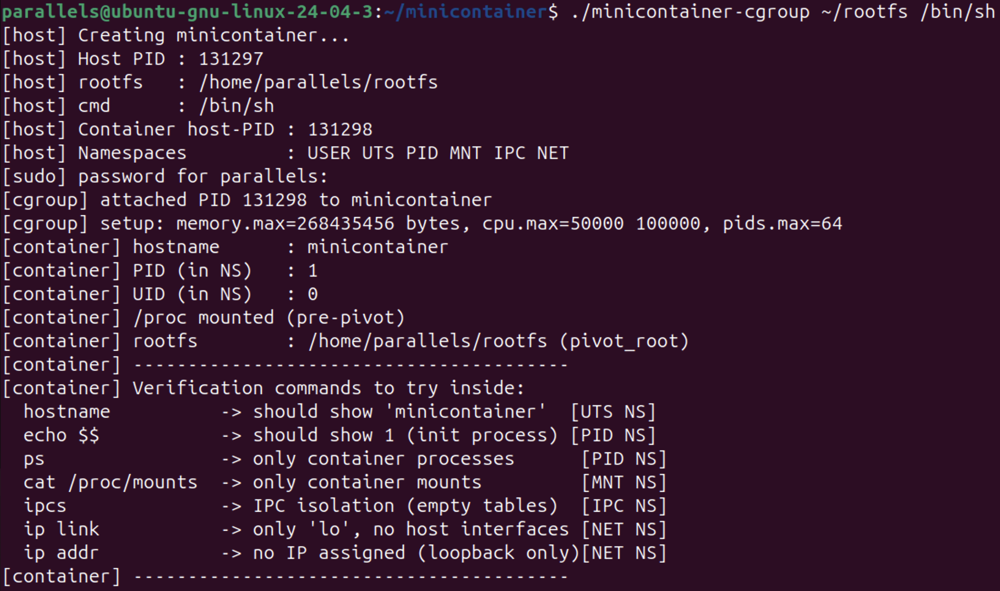 parallels@ubuntu-gnu-linux-24-04-3:~/minicontainer$ ./minicontainer-cgroup ~/rootfs /bin/sh
[host] Creating minicontainer...
[host] Host PID : 131297
[host] rootfs   : /home/parallels/rootfs
[host] cmd      : /bin/sh
[host] Container host-PID : 131298
[host] Namespaces         : USER UTS PID MNT IPC NET
[sudo] password for parallels:
[cgroup] attached PID 131298 to minicontainer
[cgroup] setup: memory.max=268435456 bytes, cpu.max=50000 100000, pids.max=64
[container] hostname      : minicontainer
[container] PID (in NS)   : 1
[container] UID (in NS)   : 0
[container] /proc mounted (pre-pivot)
[container] rootfs        : /home/parallels/rootfs (pivot_root)
[container] ----------------------------------------
[container] Verification commands to try inside:
  hostname          -> should show 'minicontainer'  [UTS NS]
  echo $$           -> should show 1 (init process) [PID NS]
  ps                -> only container processes      [PID NS]
  cat /proc/mounts  -> only container mounts         [MNT NS]
  ipcs              -> IPC isolation (empty tables)  [IPC NS]
  ip link           -> only 'lo', no host interfaces [NET NS]
  ip addr           -> no IP assigned (loopback only)[NET NS]
[container] ----------------------------------------